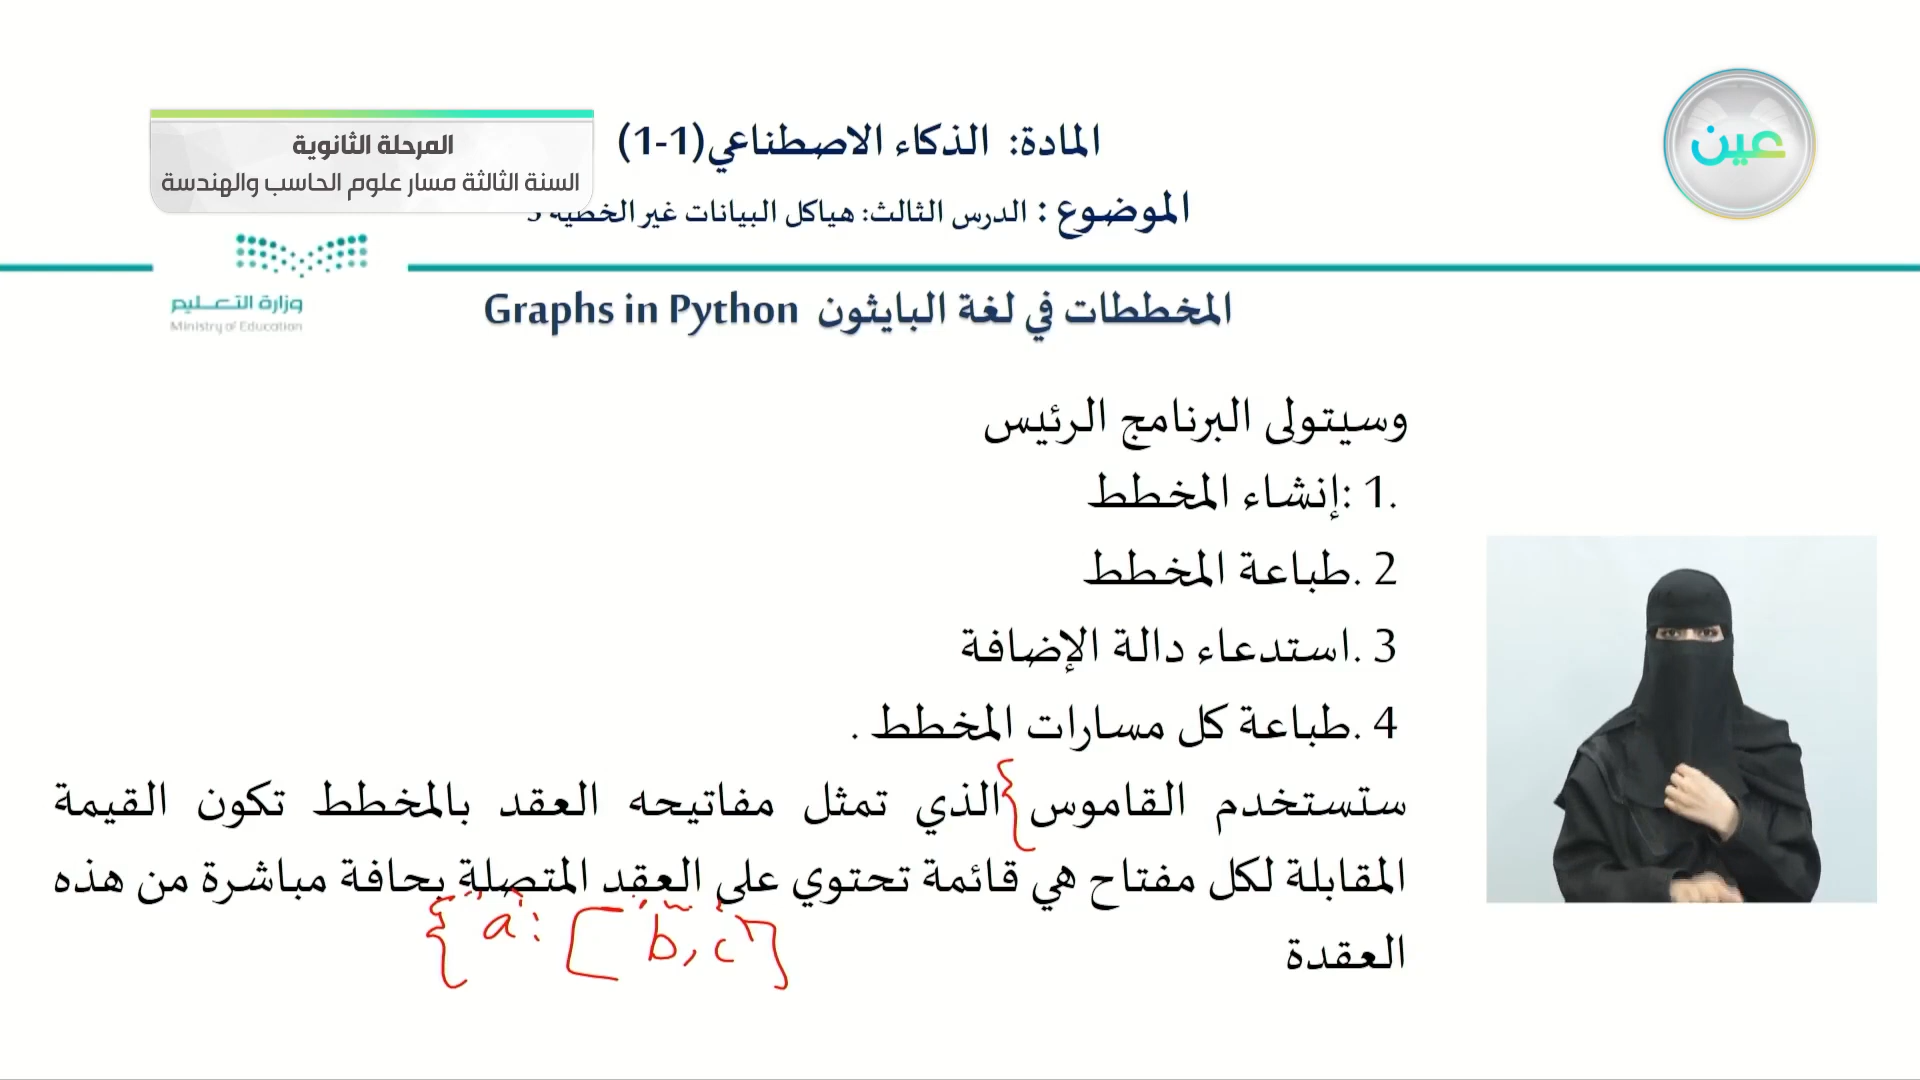 المرحلة الثانوية
السنة الثالثة مسار علوم الحاسب والهندسة
المادة: الذكاء الاصطناعي(1-1)
عين
الموضوع : الدرس الثالث: هياكل البيانات غير الخطية
وزارة التعليم
Ministry of Education
المخططات في لغة البايثون Graphs in Python
وسيتولى البرنامج الرئيس
.1 :إنشاء المخطط
2 .طباعة المخطط
3 .استدعاء دالة الإضافة
4 .طباعة كل مسارات المخطط .
ستستخدم القاموس {الذي تمثل مفاتيحه العقد بالمخطط تكون القيمة
المقابلة لكل مفتاح هي قائمة تحتوي على العقد المتصلة بحافة مباشرة من هذه
العقدة
{ "a": ["b, c"]